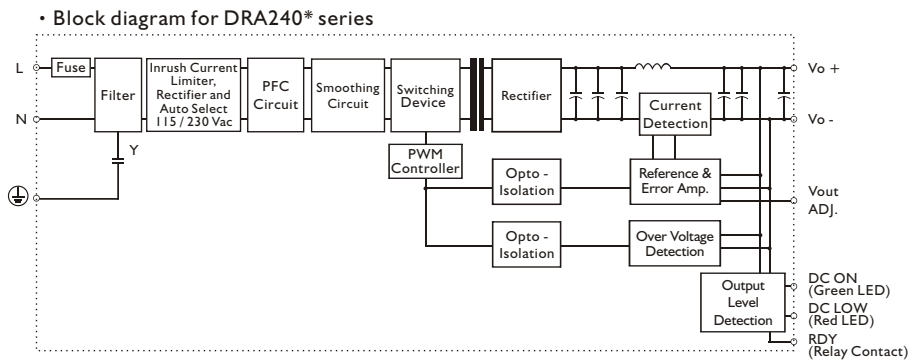 • Block diagram for DRA240* series
L
Fuse
N
Filter
Y
Inrush Current
Limiter,
Rectifier and
Auto Select
115 / 230 Vac
PFC
Circuit
Smoothing
Circuit
Switching
Device
Rectifier
Current
Detection
Vo +
Vo -
PWM
Controller
Opto -
Isolation
Reference &
Error Amp.
Vout
ADJ.
Opto -
Isolation
Over Voltage
Detection
Output
Level
Detection
DC ON
(Green LED)
DC LOW
(Red LED)
RDY
(Relay Contact)